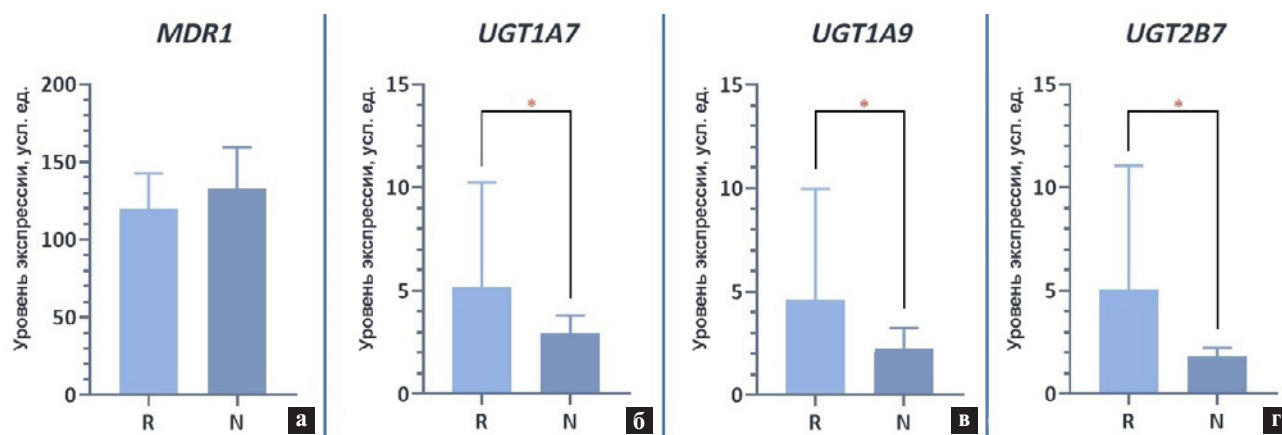 MDR1
Уровень экспрессии, усл. ед.
200
150
100
50
0
R N
а
UGT1A7
Уровень экспрессии, усл. ед.
15
10
5
0
*
R N
б
UGT1A9
Уровень экспрессии, усл. ед.
15
10
5
0
*
R N
в
UGT2B7
Уровень экспрессии, усл. ед.
15
10
5
0
*
R N
г